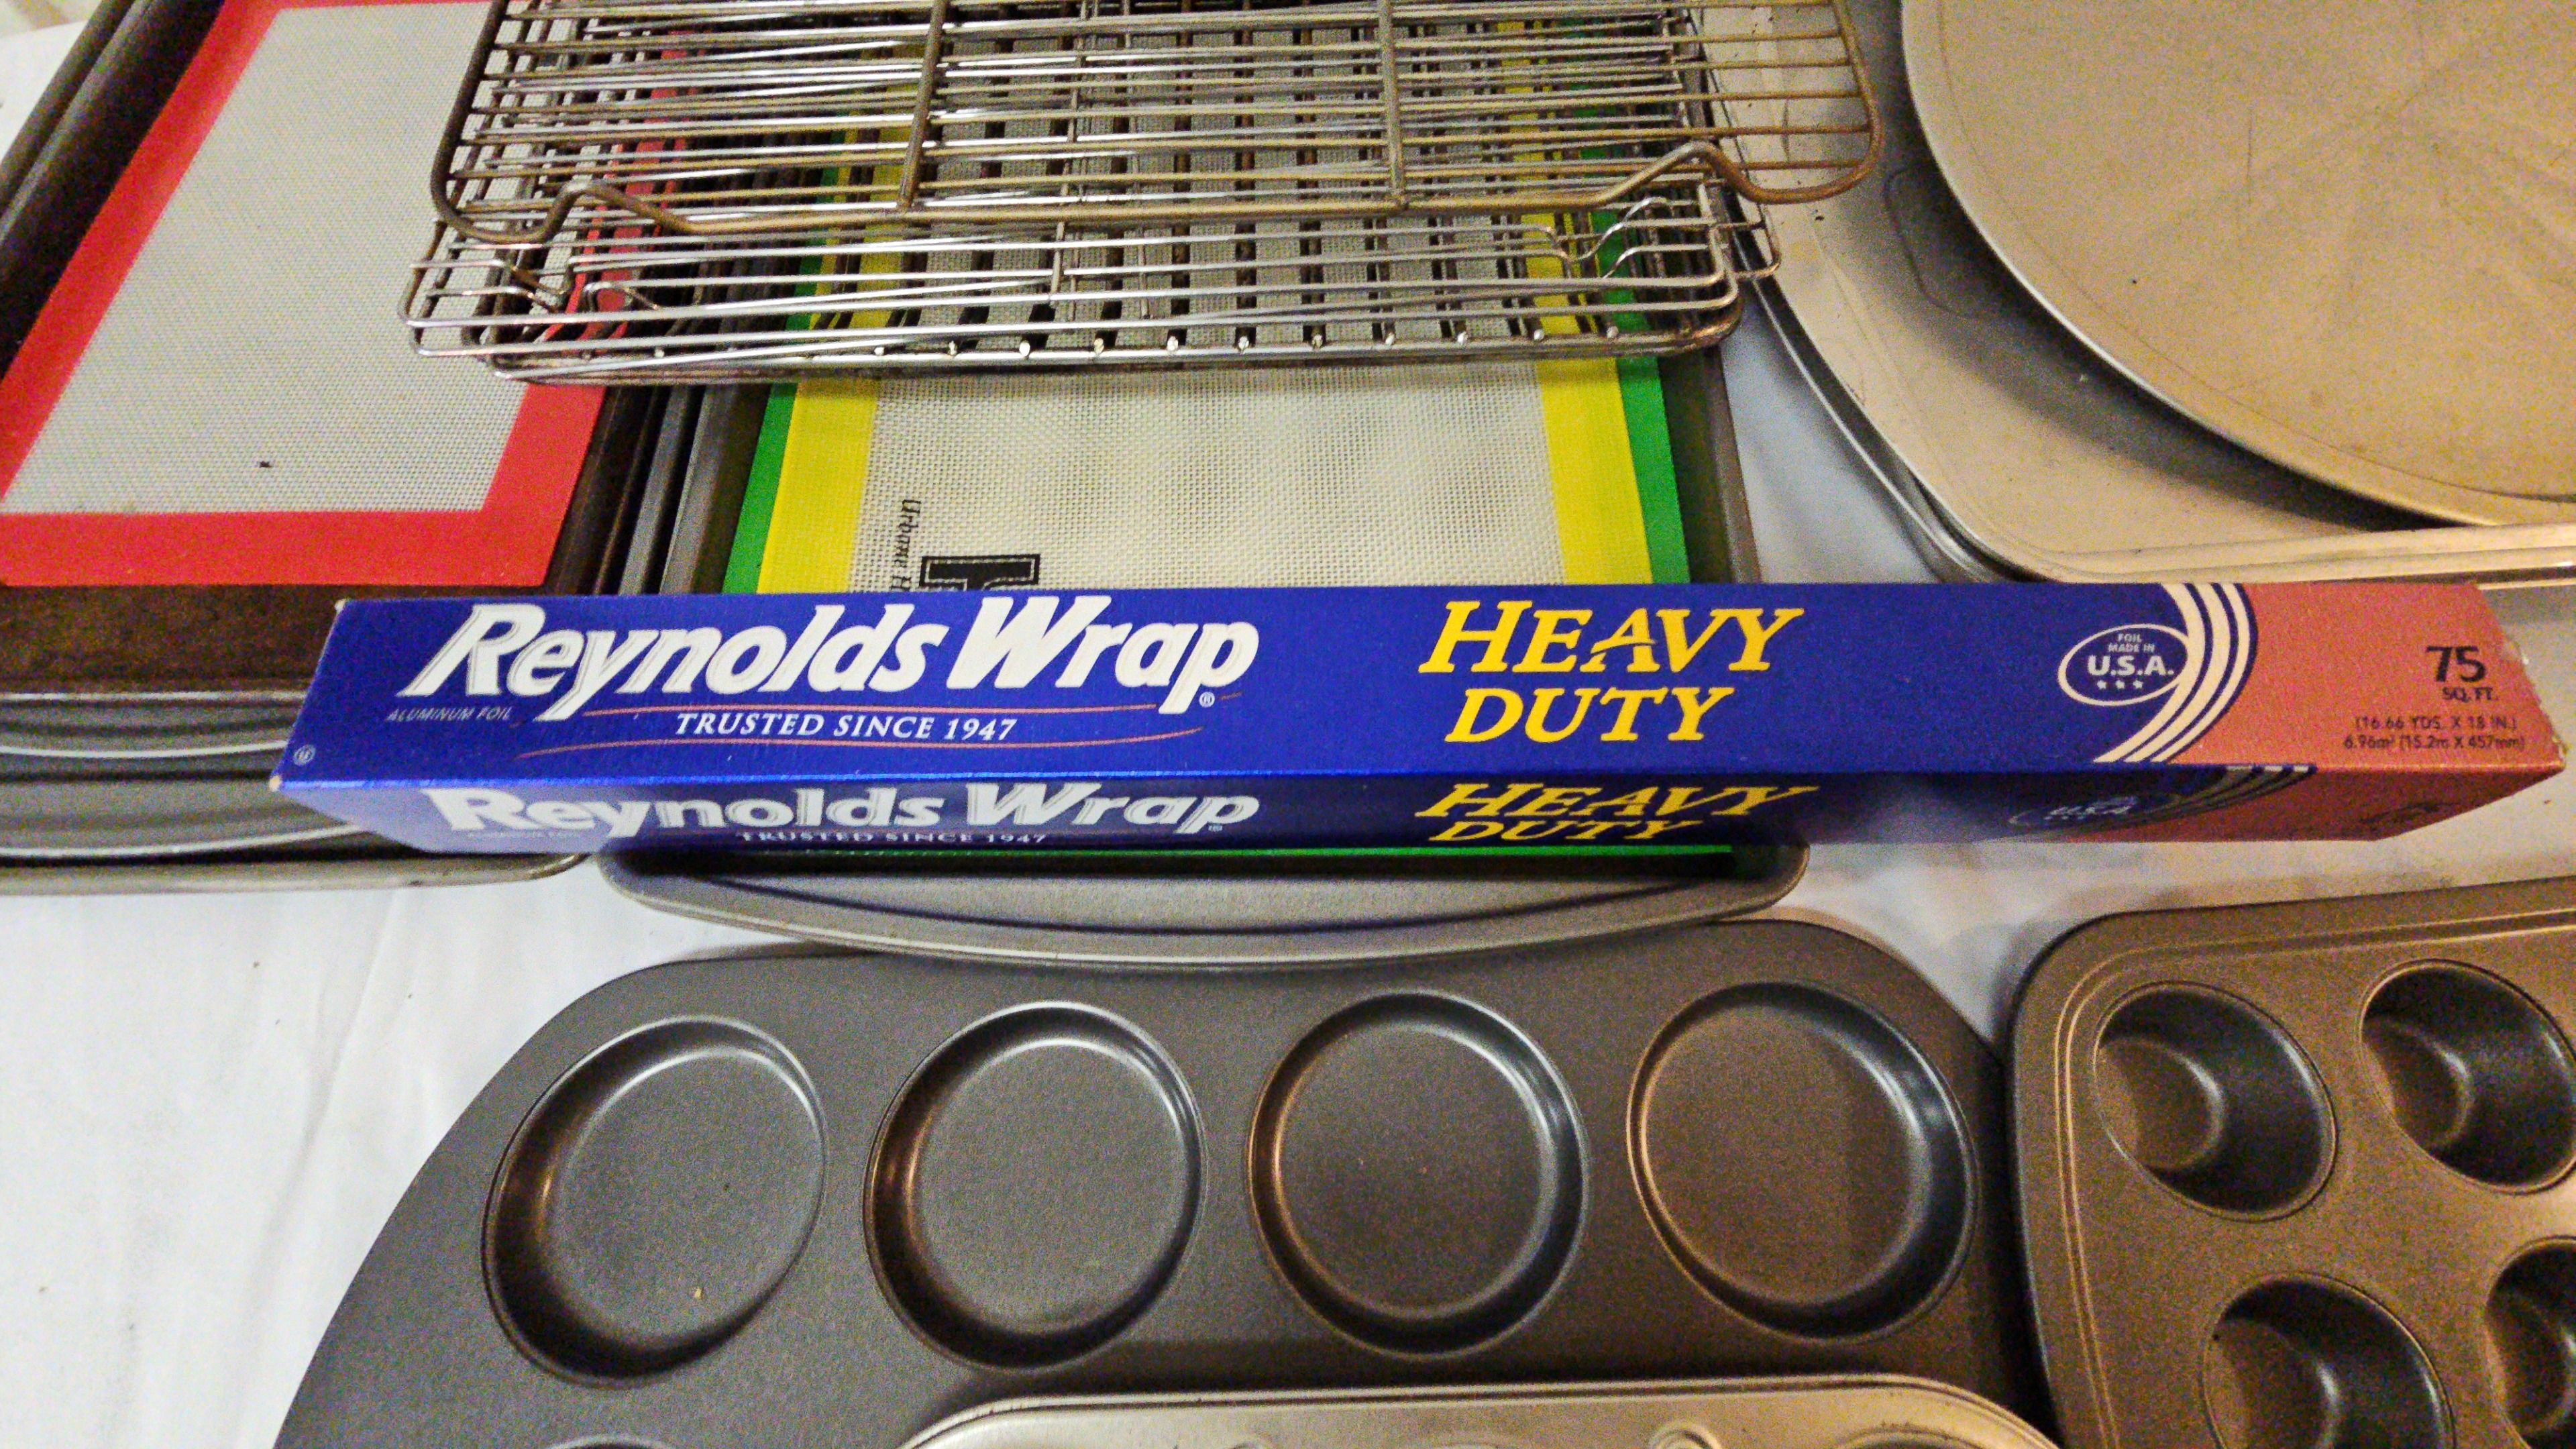 Urbane H
Reynolds Wrap®
ALUMINUM FOIL
TRUSTED SINCE 1947
U
HEAVY
DUTY
FOIL
MADE IN
U.S.A.
75
SQ. FT.
(16.66 YDS. X 18 IN.)
6.96m² (15.2m X 457mm)
Reynolds Wrap®
TRUSTED SINCE 1947
HEAVY
DUTY
U.S.A.